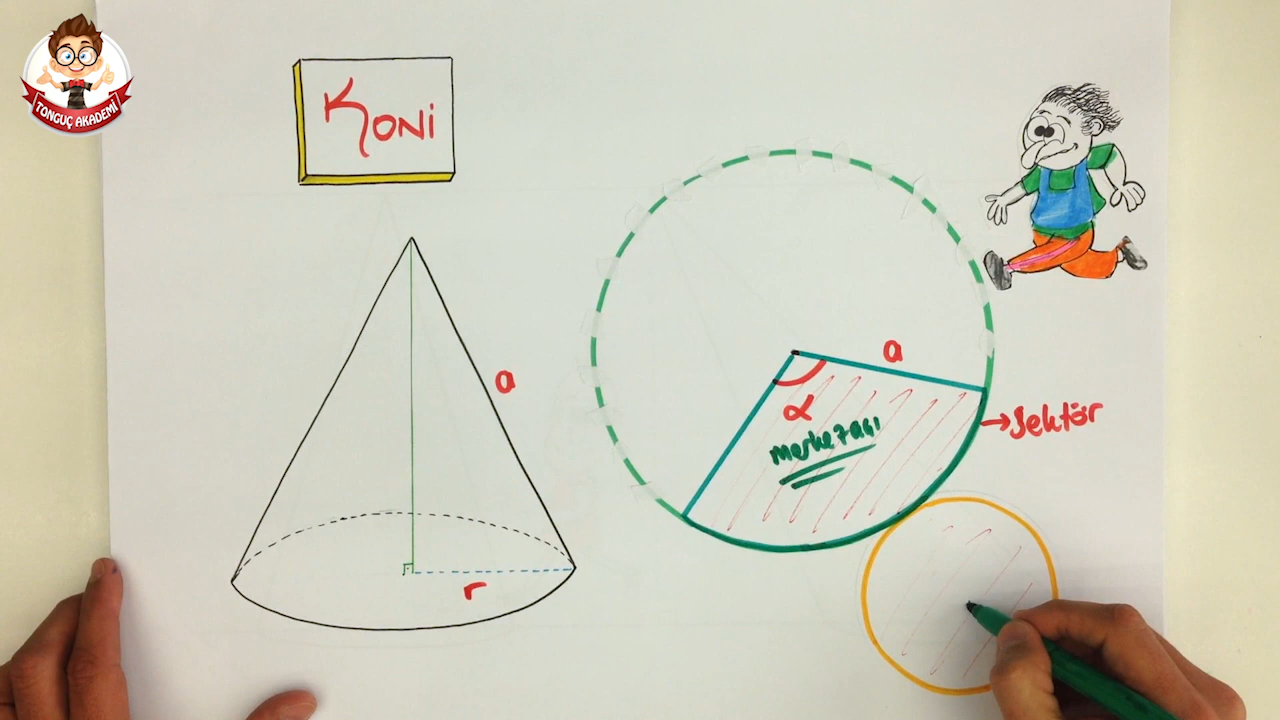 TONGUÇ AKADEMİ
Koni
a
r
a
α
merkez açı
→Sektör